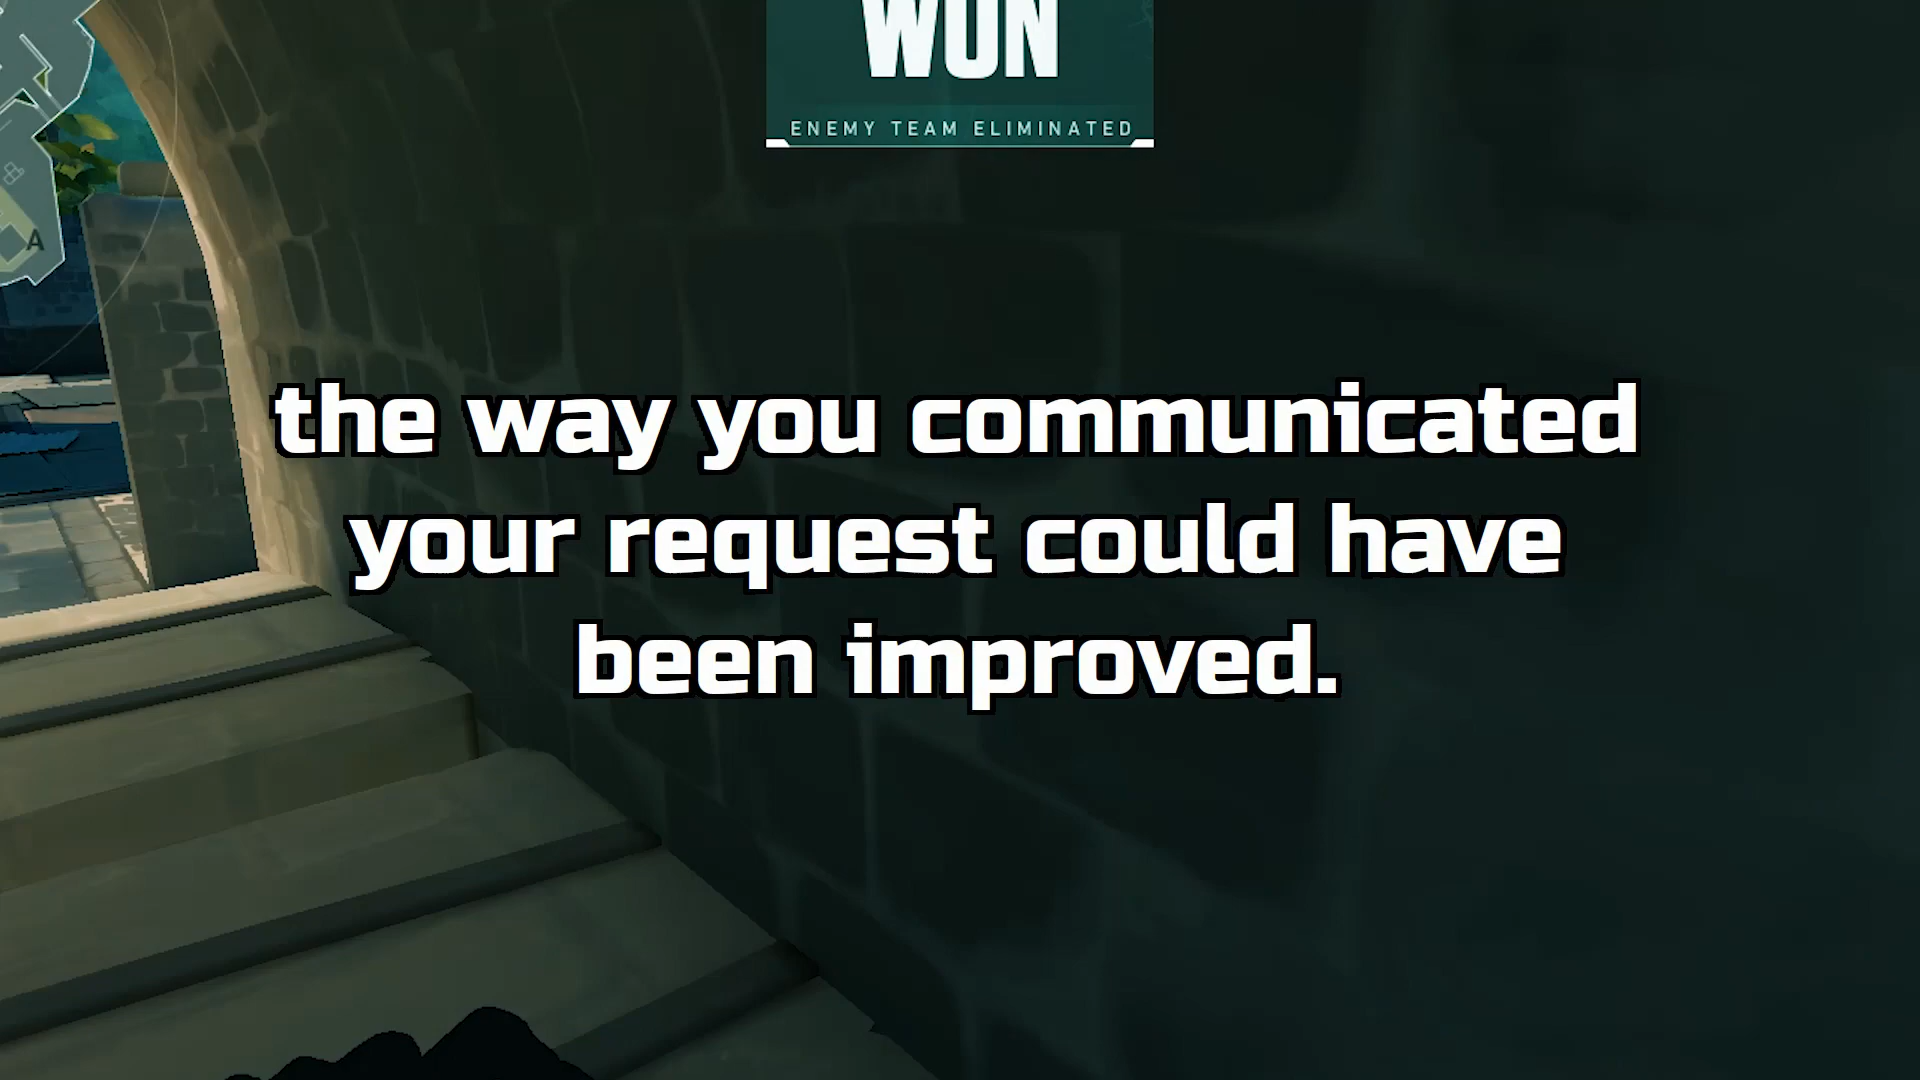 WON
ENEMY TEAM ELIMINATED
A
the way you communicated
your request could have
been improved.